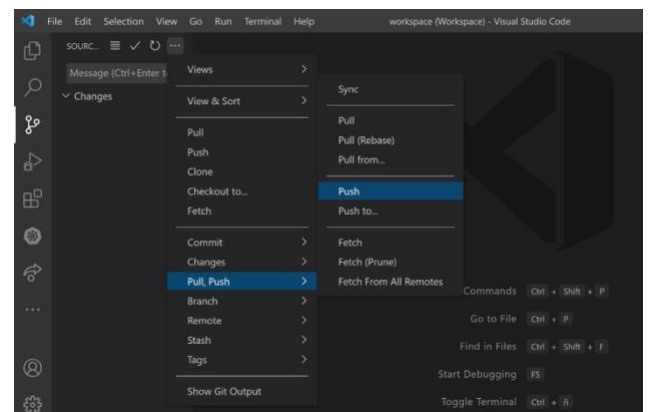 File Edit Selection View Go Run Terminal Help workspace (Workspace) - Visual Studio Code
SOURC...
Message (Ctrl+Enter t
Changes
Views
View & Sort
Pull
Push
Clone
Checkout to...
Fetch
Commit
Changes
Pull, Push
Branch
Remote
Stash
Tags
Show Git Output
Sync
Pull
Pull (Rebase)
Pull from...
Push
Push to...
Fetch
Fetch (Prune)
Fetch From All Remotes
Commands Ctrl + Shift + P
Go to File Ctrl + P
Find in Files Ctrl + Shift + F
Start Debugging F5
Toggle Terminal Ctrl + ñ